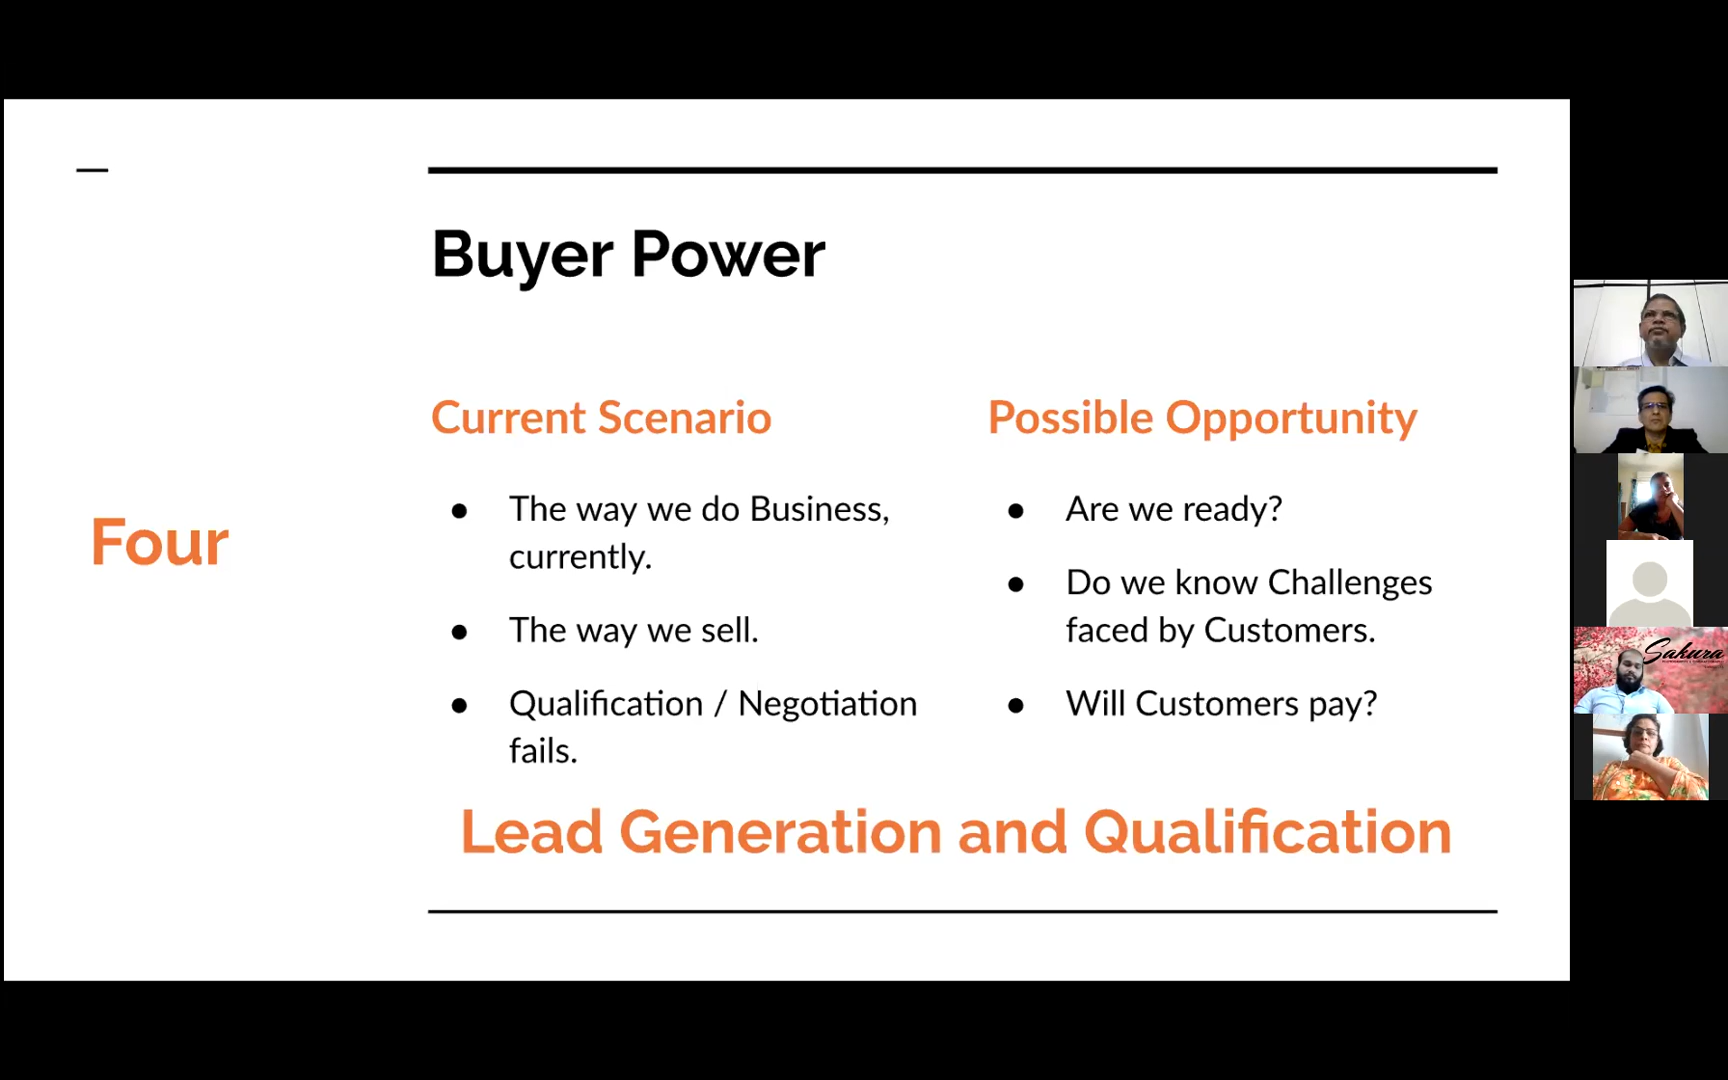 Buyer Power
Four
Current Scenario
The way we do Business,
currently.
The way we sell.
Qualification / Negotiation
fails.
Possible Opportunity
Are we ready?
Do we know Challenges
faced by Customers.
Will Customers pay?
Lead Generation and Qualification
Sakura